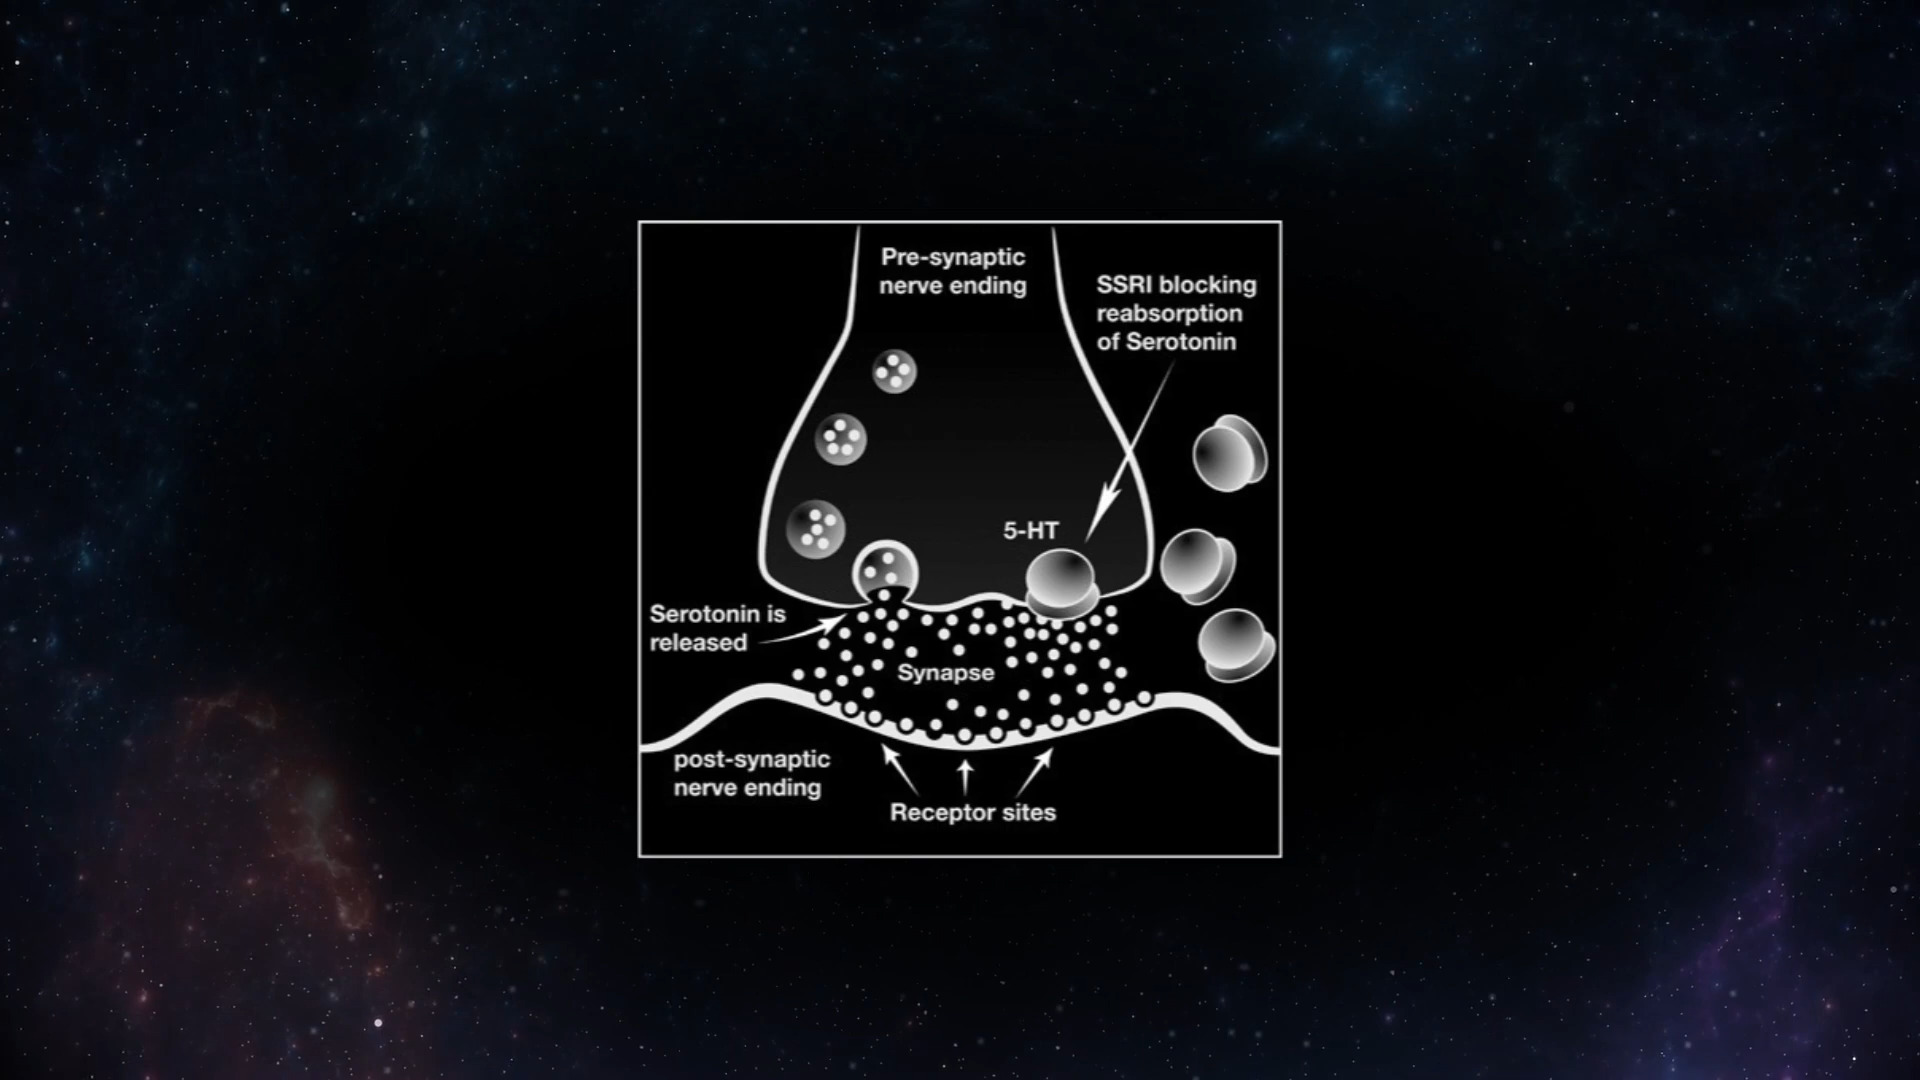 Pre-synaptic
nerve ending
SSRI blocking
reabsorption
of Serotonin
5-HT
Serotonin is
released
Synapse
post-synaptic
nerve ending
Receptor sites